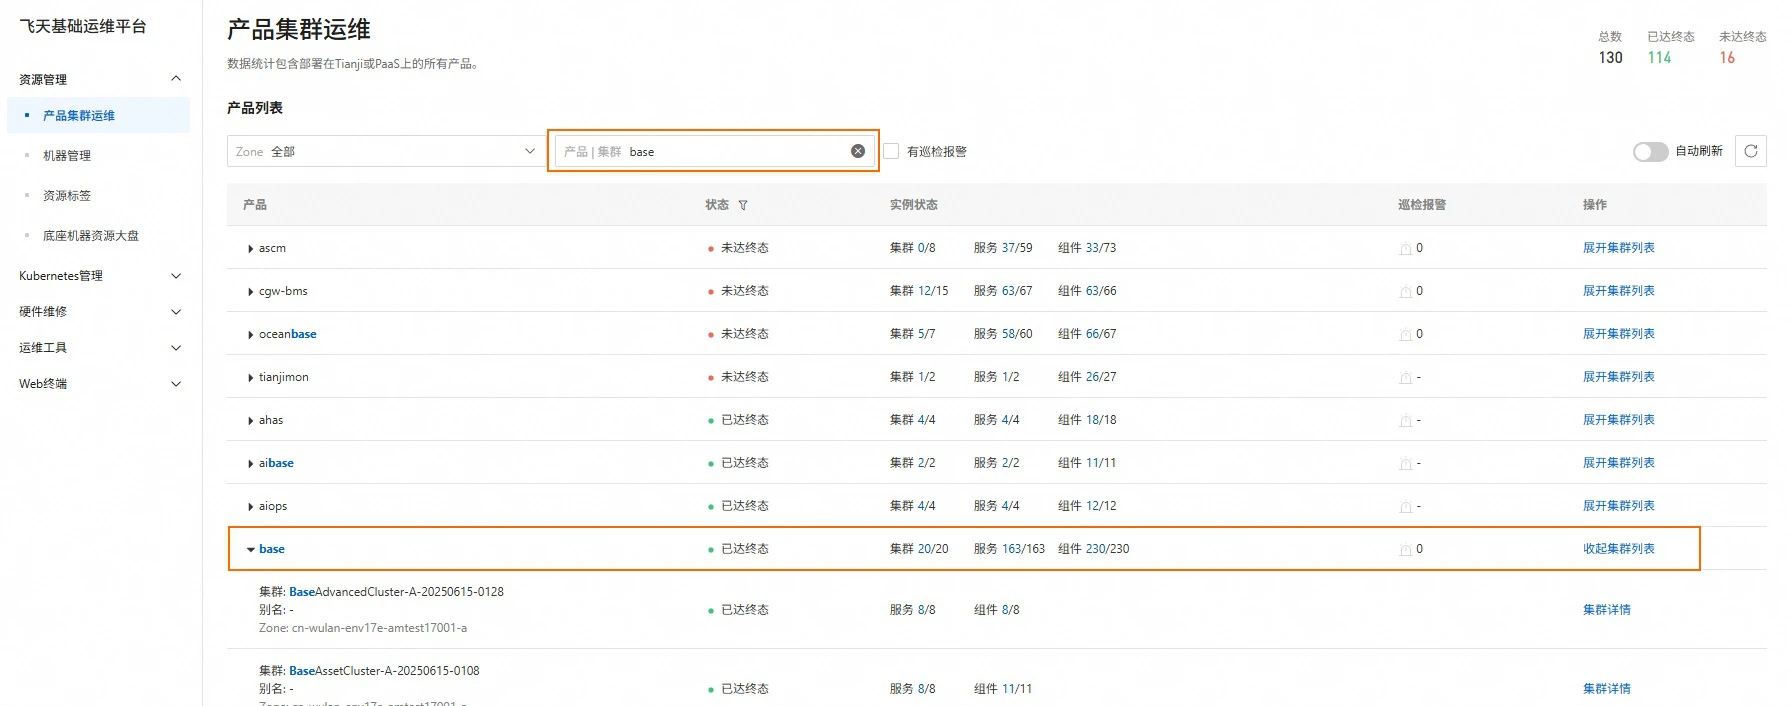 飞天基础运维平台
资源管理
产品集群运维
机器管理
资源标签
底座机器资源大盘
Kubernetes管理
硬件维修
运维工具
Web终端
产品集群运维
数据统计包含部署在Tianji或PaaS上的所有产品。
总数 已达终态 未达终态
130 114 16
产品列表
Zone 全部 产品 | 集群 base 有巡检报警 自动刷新
产品 状态 实例状态 巡检报警 操作
ascm 未达终态 集群 0/8 服务 37/59 组件 33/73 0 展开集群列表
cgw-bms 未达终态 集群 12/15 服务 63/67 组件 63/66 0 展开集群列表
oceanbase 未达终态 集群 5/7 服务 58/60 组件 66/67 0 展开集群列表
tianjimon 未达终态 集群 1/2 服务 1/2 组件 26/27 - 展开集群列表
ahas 已达终态 集群 4/4 服务 4/4 组件 18/18 - 展开集群列表
aibase 已达终态 集群 2/2 服务 2/2 组件 11/11 - 展开集群列表
aiops 已达终态 集群 4/4 服务 4/4 组件 12/12 - 展开集群列表
base 已达终态 集群 20/20 服务 163/163 组件 230/230 0 收起集群列表
集群: BaseAdvancedCluster-A-20250615-0128
别名: - 已达终态 服务 8/8 组件 8/8 集群详情
Zone: cn-wulan-env17e-amtest17001-a
集群: BaseAssetCluster-A-20250615-0108
别名: - 已达终态 服务 8/8 组件 11/11 集群详情
Zone: cn-wulan-env17e-amtest17001-a